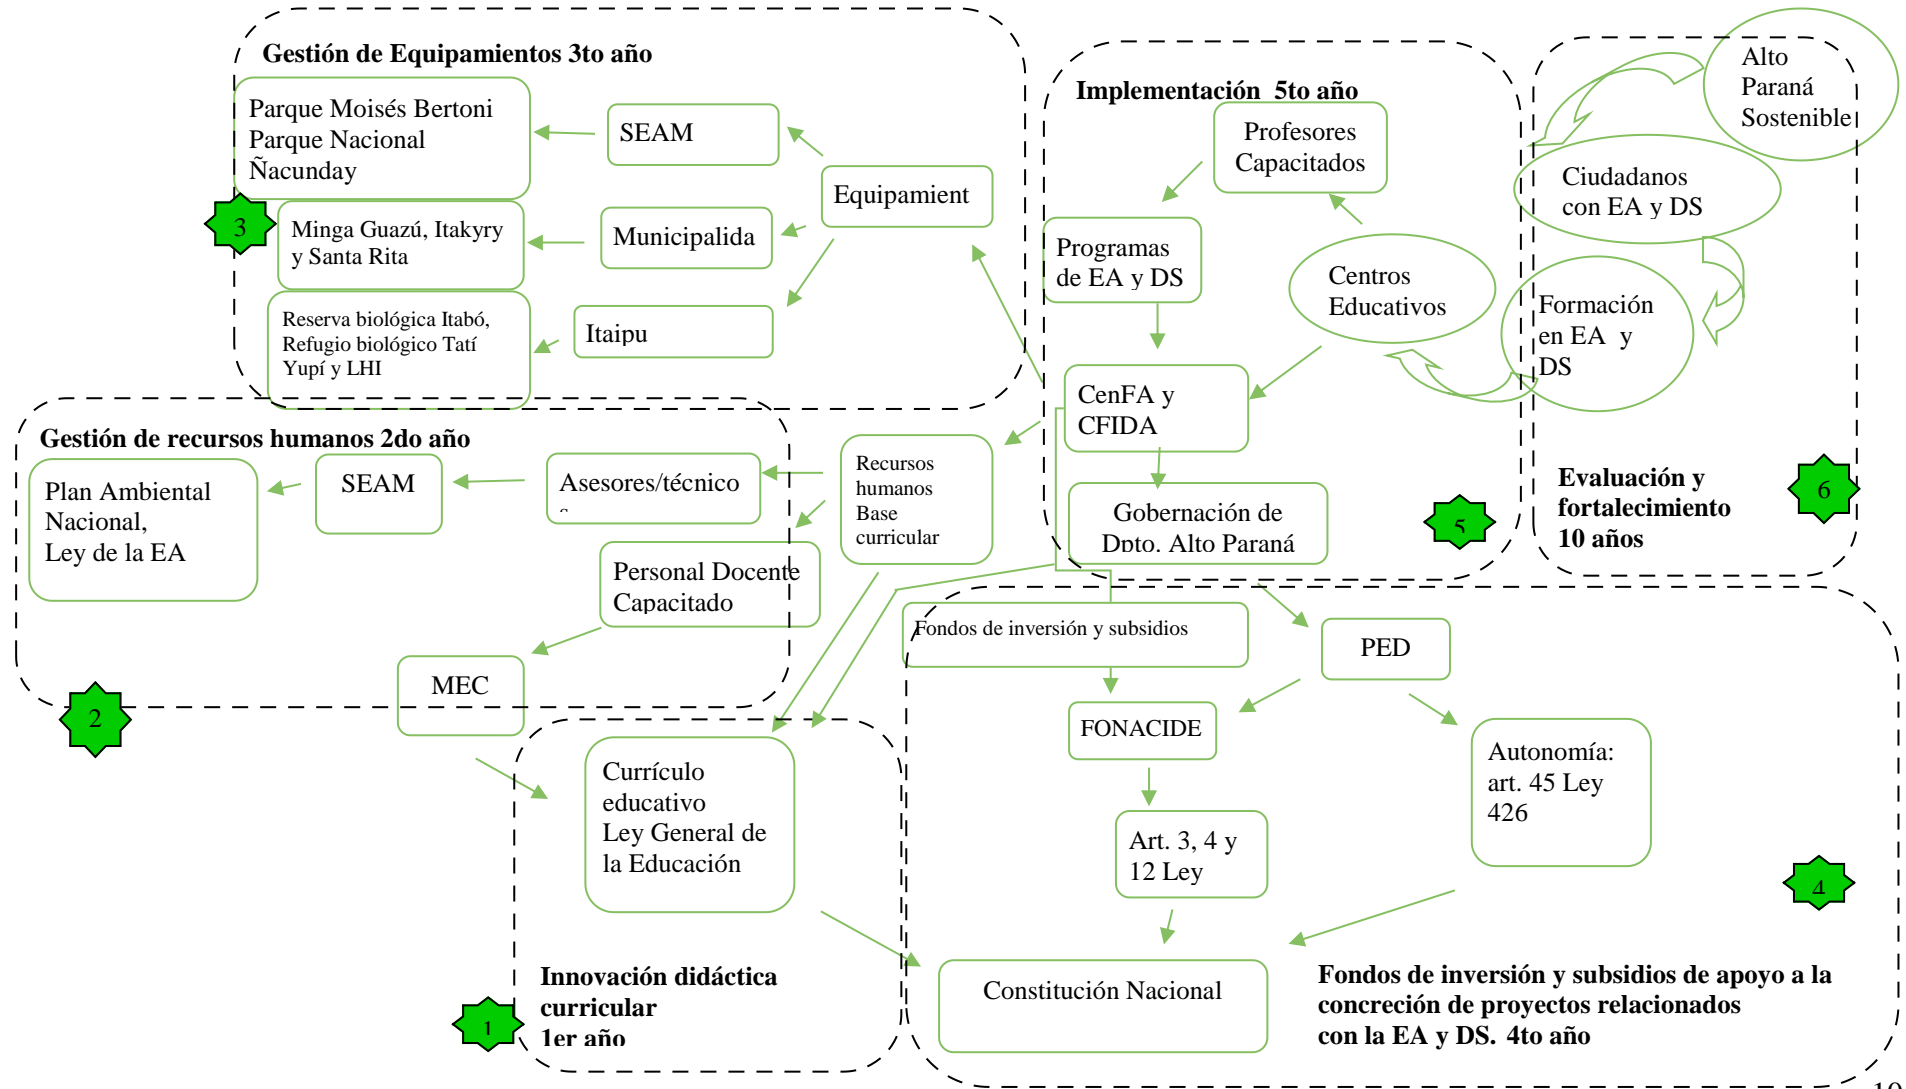 Gestión de Equipamientos 3to año
Parque Moisés Bertoni
Parque Nacional
Ñacunday
SEAM
Equipamient
3
Minga Guazú, Itakyry
y Santa Rita
Municipalida
Reserva biológica Itabó,
Refugio biológico Tatí
Yupí y LHI
Itaipu
Implementación 5to año
Profesores
Capacitados
Programas
de EA y DS
Centros
Educativos
CenFA y
CFIDA
Gobernación de
Dpto. Alto Paraná
5
Alto
Paraná
Sostenible
Ciudadanos
con EA y DS
Formación
en EA y
DS
Evaluación y
fortalecimiento
10 años
6
Gestión de recursos humanos 2do año
Plan Ambiental
Nacional,
Ley de la EA
SEAM
Asesores/técnico
s
Recursos
humanos
Base
curricular
Personal Docente
Capacitado
MEC
2
Currículo
educativo
Ley General de
la Educación
Innovación didáctica
curricular
1er año
1
Fondos de inversión y subsidios
PED
FONACIDE
Autonomía:
art. 45 Ley
426
Art. 3, 4 y
12 Ley
4
Constitución Nacional
Fondos de inversión y subsidios de apoyo a la
concreción de proyectos relacionados
con la EA y DS. 4to año